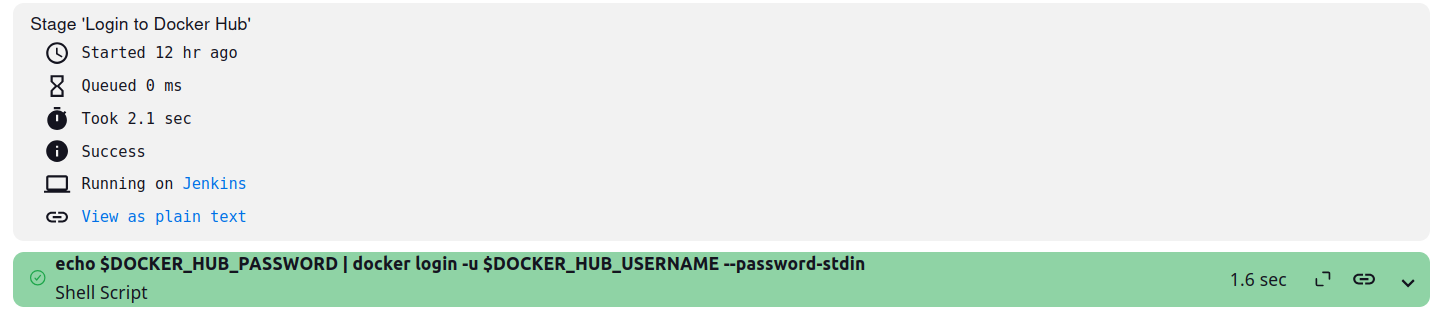 Stage 'Login to Docker Hub'
Started 12 hr ago
Queued 0 ms
Took 2.1 sec
Success
Running on Jenkins
View as plain text
echo $DOCKER_HUB_PASSWORD | docker login -u $DOCKER_HUB_USERNAME --password-stdin
Shell Script
1.6 sec